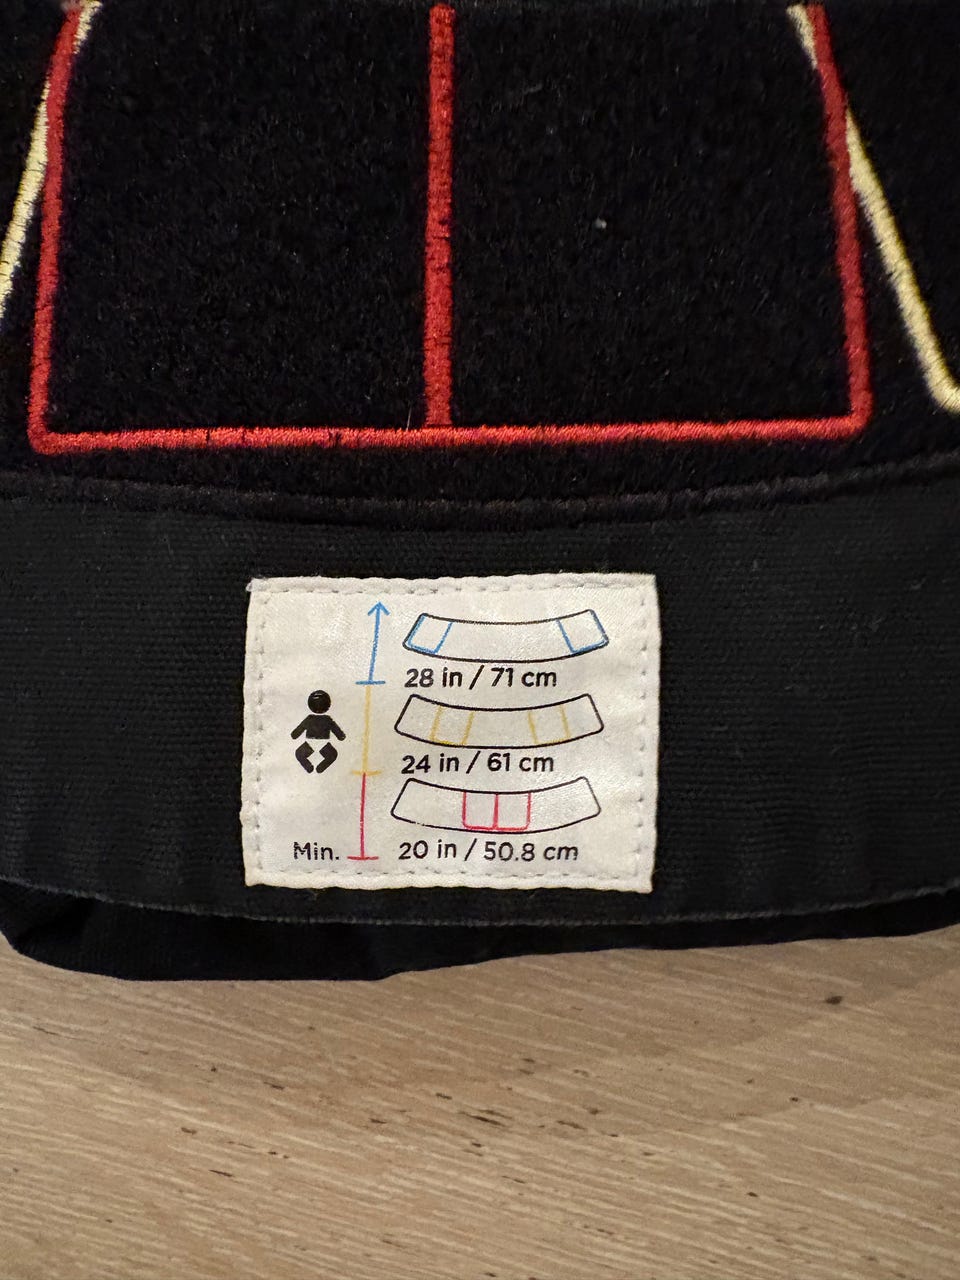 28 in / 71 cm
24 in / 61 cm
Min. 20 in / 50.8 cm